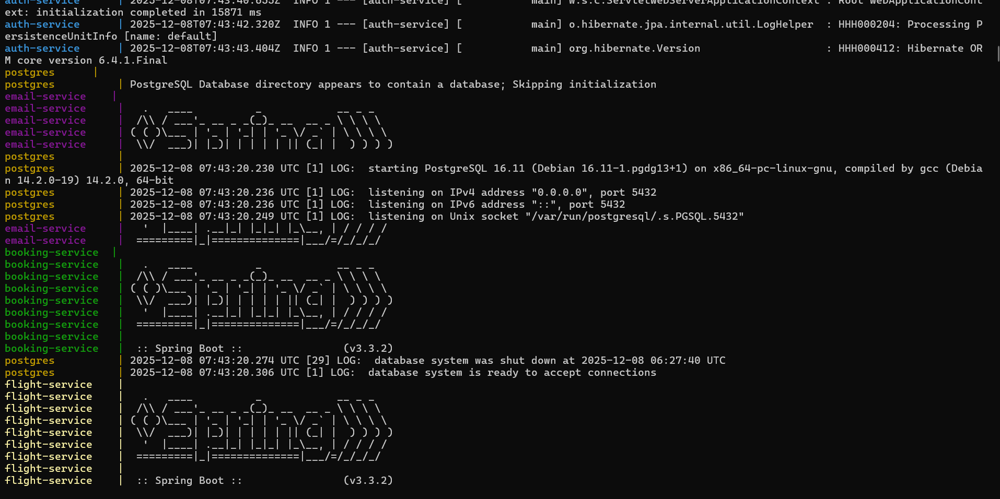 auth-service      | 2025-12-08T07:43:40.655Z  INFO 1 --- [auth-service] [           main] w.s.c.ServletWebServerApplicationContext : Root WebApplicationCont
ext: initialization completed in 15871 ms
auth-service      | 2025-12-08T07:43:42.320Z  INFO 1 --- [auth-service] [           main] o.hibernate.jpa.internal.util.LogHelper  : HHH000204: Processing P
ersistenceUnitInfo [name: default]
auth-service      | 2025-12-08T07:43:43.404Z  INFO 1 --- [auth-service] [           main] org.hibernate.Version                    : HHH000412: Hibernate OR
M core version 6.4.1.Final
postgres      |
postgres          | PostgreSQL Database directory appears to contain a database; Skipping initialization
email-service    |
email-service     |   .   ____          _            __ _ _
email-service     |  /\\ / ___'_ __ _ _(_)_ __  __ _ \ \ \ \
email-service     | ( ( )\___ | '_ | '_| | '_ \/ _` | \ \ \ \
email-service     |  \\/  ___)| |_)| | | | | || (_| |  ) ) ) )
postgres          |
postgres          | 2025-12-08 07:43:20.230 UTC [1] LOG:  starting PostgreSQL 16.11 (Debian 16.11-1.pgdg13+1) on x86_64-pc-linux-gnu, compiled by gcc (Debia
n 14.2.0-19) 14.2.0, 64-bit
postgres          | 2025-12-08 07:43:20.236 UTC [1] LOG:  listening on IPv4 address "0.0.0.0", port 5432
postgres          | 2025-12-08 07:43:20.236 UTC [1] LOG:  listening on IPv6 address "::", port 5432
postgres          | 2025-12-08 07:43:20.249 UTC [1] LOG:  listening on Unix socket "/var/run/postgresql/.s.PGSQL.5432"
email-service     |   '  |____| .__|_| |_|_| |_\__, | / / / /
email-service     |  =========|_|==============|___/=/_/_/_/
booking-service  |
booking-service   |   .   ____          _            __ _ _
booking-service   |  /\\ / ___'_ __ _ _(_)_ __  __ _ \ \ \ \
booking-service   | ( ( )\___ | '_ | '_| | '_ \/ _` | \ \ \ \
booking-service   |  \\/  ___)| |_)| | | | | || (_| |  ) ) ) )
booking-service   |   '  |____| .__|_| |_|_| |_\__, | / / / /
booking-service   |  =========|_|==============|___/=/_/_/_/
booking-service   |
booking-service   |  :: Spring Boot ::                (v3.3.2)
postgres          | 2025-12-08 07:43:20.274 UTC [29] LOG:  database system was shut down at 2025-12-08 06:27:40 UTC
postgres          | 2025-12-08 07:43:20.306 UTC [1] LOG:  database system is ready to accept connections
flight-service    |
flight-service    |   .   ____          _            __ _ _
flight-service    |  /\\ / ___'_ __ _ _(_)_ __  __ _ \ \ \ \
flight-service    | ( ( )\___ | '_ | '_| | '_ \/ _` | \ \ \ \
flight-service    |  \\/  ___)| |_)| | | | | || (_| |  ) ) ) )
flight-service    |   '  |____| .__|_| |_|_| |_\__, | / / / /
flight-service    |  =========|_|==============|___/=/_/_/_/
flight-service    |
flight-service    |  :: Spring Boot ::                (v3.3.2)